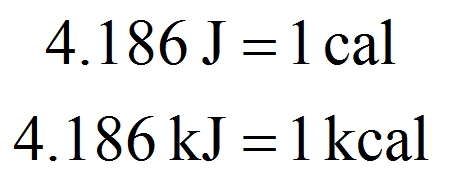 4.186 J = 1 cal
4.186 kJ = 1 kcal